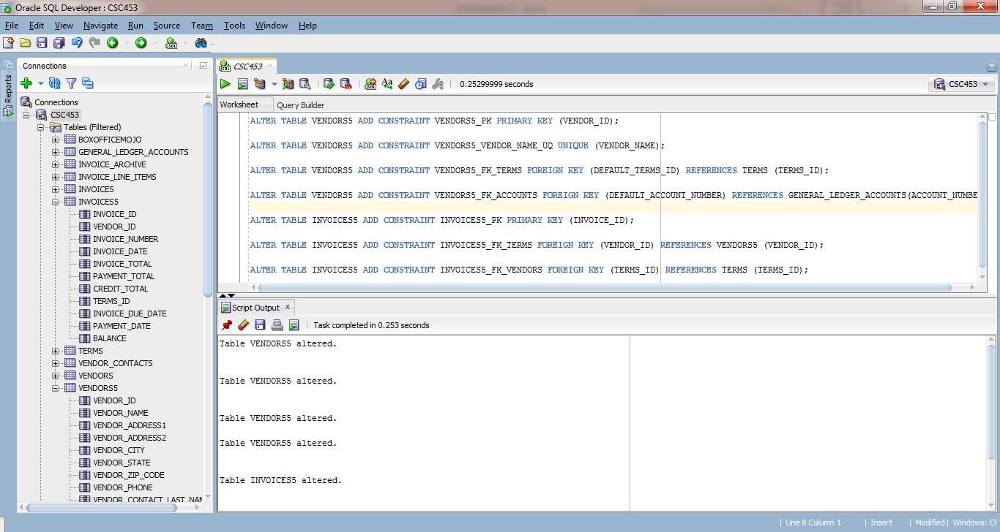 Oracle SQL Developer : CSC453
File Edit View Navigate Run Source Team Tools Window Help
Reports
Connections
Connections
CSC453
Tables (Filtered)
BOXOFFICEMOJO
GENERAL_LEDGER_ACCOUNTS
INVOICE_ARCHIVE
INVOICE_LINE_ITEMS
INVOICES
INVOICES5
INVOICE_ID
VENDOR_ID
INVOICE_NUMBER
INVOICE_DATE
INVOICE_TOTAL
PAYMENT_TOTAL
CREDIT_TOTAL
TERMS_ID
INVOICE_DUE_DATE
PAYMENT_DATE
BALANCE
TERMS
VENDOR_CONTACTS
VENDORS
VENDORS5
VENDOR_ID
VENDOR_NAME
VENDOR_ADDRESS1
VENDOR_ADDRESS2
VENDOR_CITY
VENDOR_STATE
VENDOR_ZIP_CODE
VENDOR_PHONE
VENDOR_CONTACT_LAST_NAM
CSC453
0.25299999 seconds
CSC453
Worksheet Query Builder
ALTER TABLE VENDORS5 ADD CONSTRAINT VENDORS5_PK PRIMARY KEY (VENDOR_ID);
ALTER TABLE VENDORS5 ADD CONSTRAINT VENDORS5_VENDOR_NAME_UQ UNIQUE (VENDOR_NAME);
ALTER TABLE VENDORS5 ADD CONSTRAINT VENDORS5_FK_TERMS FOREIGN KEY (DEFAULT_TERMS_ID) REFERENCES TERMS (TERMS_ID);
ALTER TABLE VENDORS5 ADD CONSTRAINT VENDORS5_FK_ACCOUNTS FOREIGN KEY (DEFAULT_ACCOUNT_NUMBER) REFERENCES GENERAL_LEDGER_ACCOUNTS(ACCOUNT_NUMBE
ALTER TABLE INVOICES5 ADD CONSTRAINT INVOICES5_PK PRIMARY KEY (INVOICE_ID);
ALTER TABLE INVOICES5 ADD CONSTRAINT INVOICES5_FK_TERMS FOREIGN KEY (VENDOR_ID) REFERENCES VENDORS5 (VENDOR_ID);
ALTER TABLE INVOICES5 ADD CONSTRAINT INVOICES5_FK_VENDORS FOREIGN KEY (TERMS_ID) REFERENCES TERMS (TERMS_ID);
Script Output
Task completed in 0.253 seconds
Table VENDORS5 altered.
Table VENDORS5 altered.
Table VENDORS5 altered.
Table VENDORS5 altered.
Table INVOICES5 altered.
Line 8 Column 1 Insert Modified Windows: